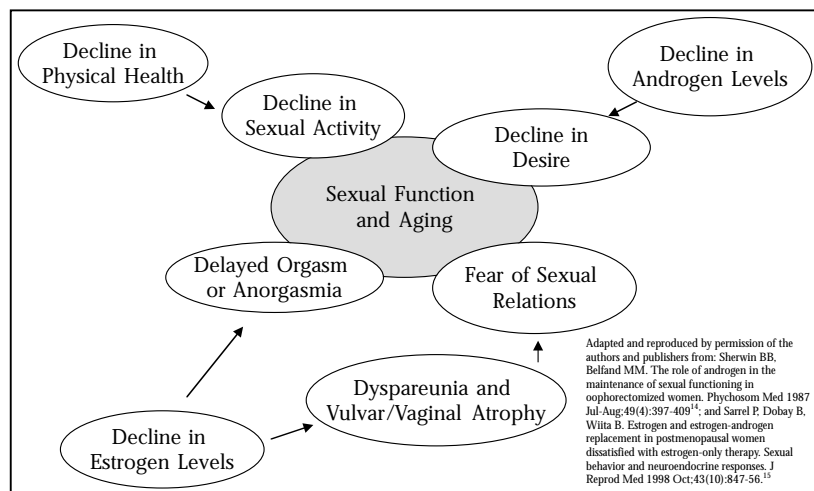 Decline in
Physical Health
Decline in
Androgen Levels
Decline in
Sexual Activity
Decline in
Desire
Sexual Function
and Aging
Delayed Orgasm
or Anorgasmia
Fear of Sexual
Relations
Dyspareunia and
Vulvar/Vaginal Atrophy
Decline in
Estrogen Levels
Adapted and reproduced by permission of the
authors and publishers from: Sherwin BB,
Belfand MM. The role of androgen in the
maintenance of sexual functioning in
oophorectomized women. Phychosom Med 1987
Jul-Aug;49(4):397-409¹⁴; and Sarrel P, Dobay B,
Wiita B. Estrogen and estrogen-androgen
replacement in postmenopausal women
dissatisfied with estrogen-only therapy. Sexual
behavior and neuroendocrine responses. J
Reprod Med 1998 Oct;43(10):847-56.¹⁵